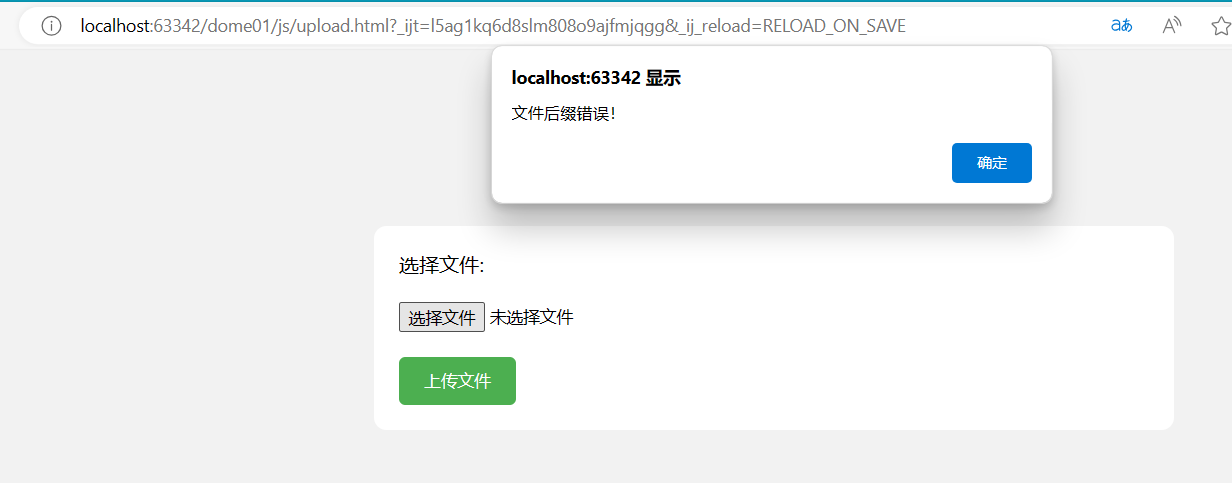 localhost:63342/dome01/js/upload.html?_ijt=l5ag1kq6d8slm808o9ajfmjqgg&_ij_reload=RELOAD_ON_SAVE
aあ
A
localhost:63342 显示
文件后缀错误！
确定
选择文件:
选择文件 未选择文件
上传文件